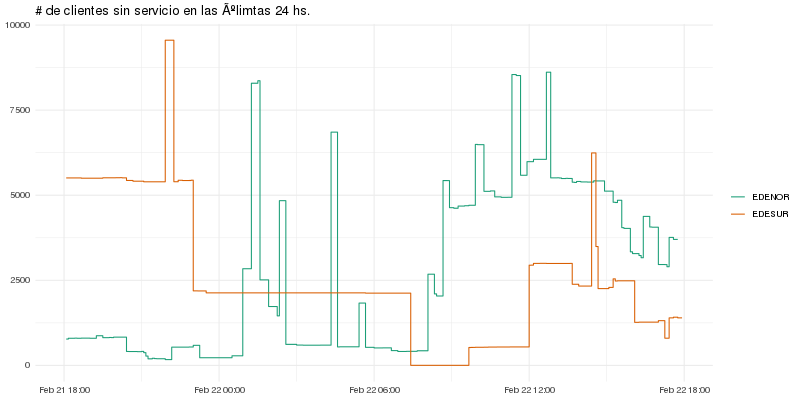 # de clientes sin servicio en las Ãºlimtas 24 hs.
10000
7500
5000
2500
0
Feb 21 18:00 Feb 22 00:00 Feb 22 06:00 Feb 22 12:00 Feb 22 18:00
EDENOR
EDESUR